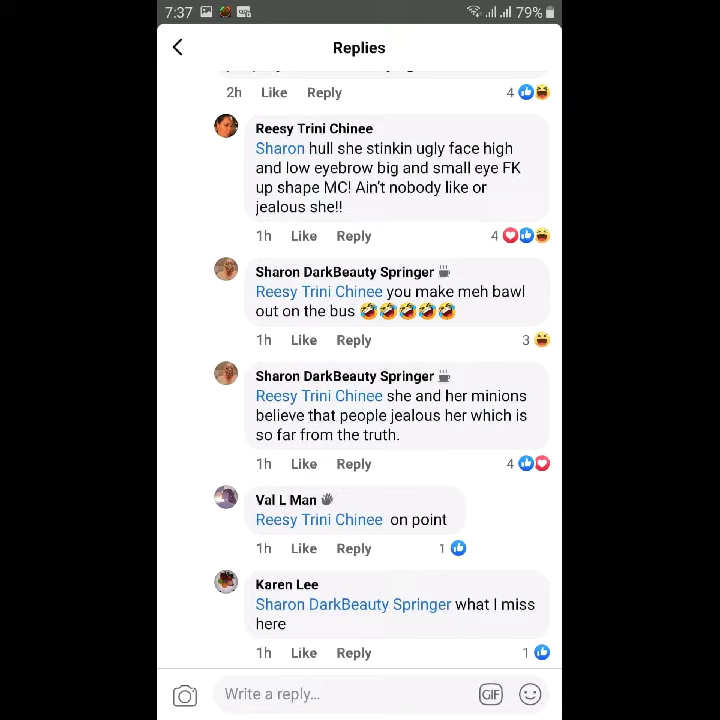 7:37
79%
Replies
2h Like Reply 4
Reesy Trini Chinee
Sharon hull she stinkin ugly face high
and low eyebrow big and small eye FK
up shape MC! Ain't nobody like or
jealous she!!
1h Like Reply 4
Sharon DarkBeauty Springer
Reesy Trini Chinee you make meh bawl
out on the bus 🤣🤣🤣🤣🤣
1h Like Reply 3
Sharon DarkBeauty Springer
Reesy Trini Chinee she and her minions
believe that people jealous her which is
so far from the truth.
1h Like Reply 4
Val L Man
Reesy Trini Chinee on point
1h Like Reply 1
Karen Lee
Sharon DarkBeauty Springer what I miss
here
1h Like Reply 1
Write a reply...
GIF